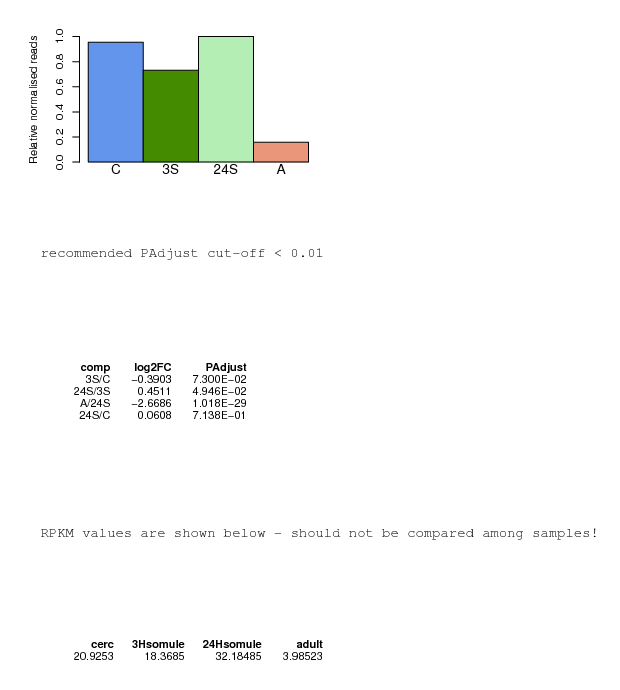 Relative normalised reads
1.0
0.8
0.6
0.4
0.2
0.0
C 3S 24S A
recommended PAdjust cut-off < 0.01
comp log2FC PAdjust
3S/C −0.3903 7.300E−02
24S/3S 0.4511 4.946E−02
A/24S −2.6686 1.018E−29
24S/C 0.0608 7.138E−01
RPKM values are shown below - should not be compared among samples!
cerc 3Hsomule 24Hsomule adult
20.9253 18.3685 32.18485 3.98523